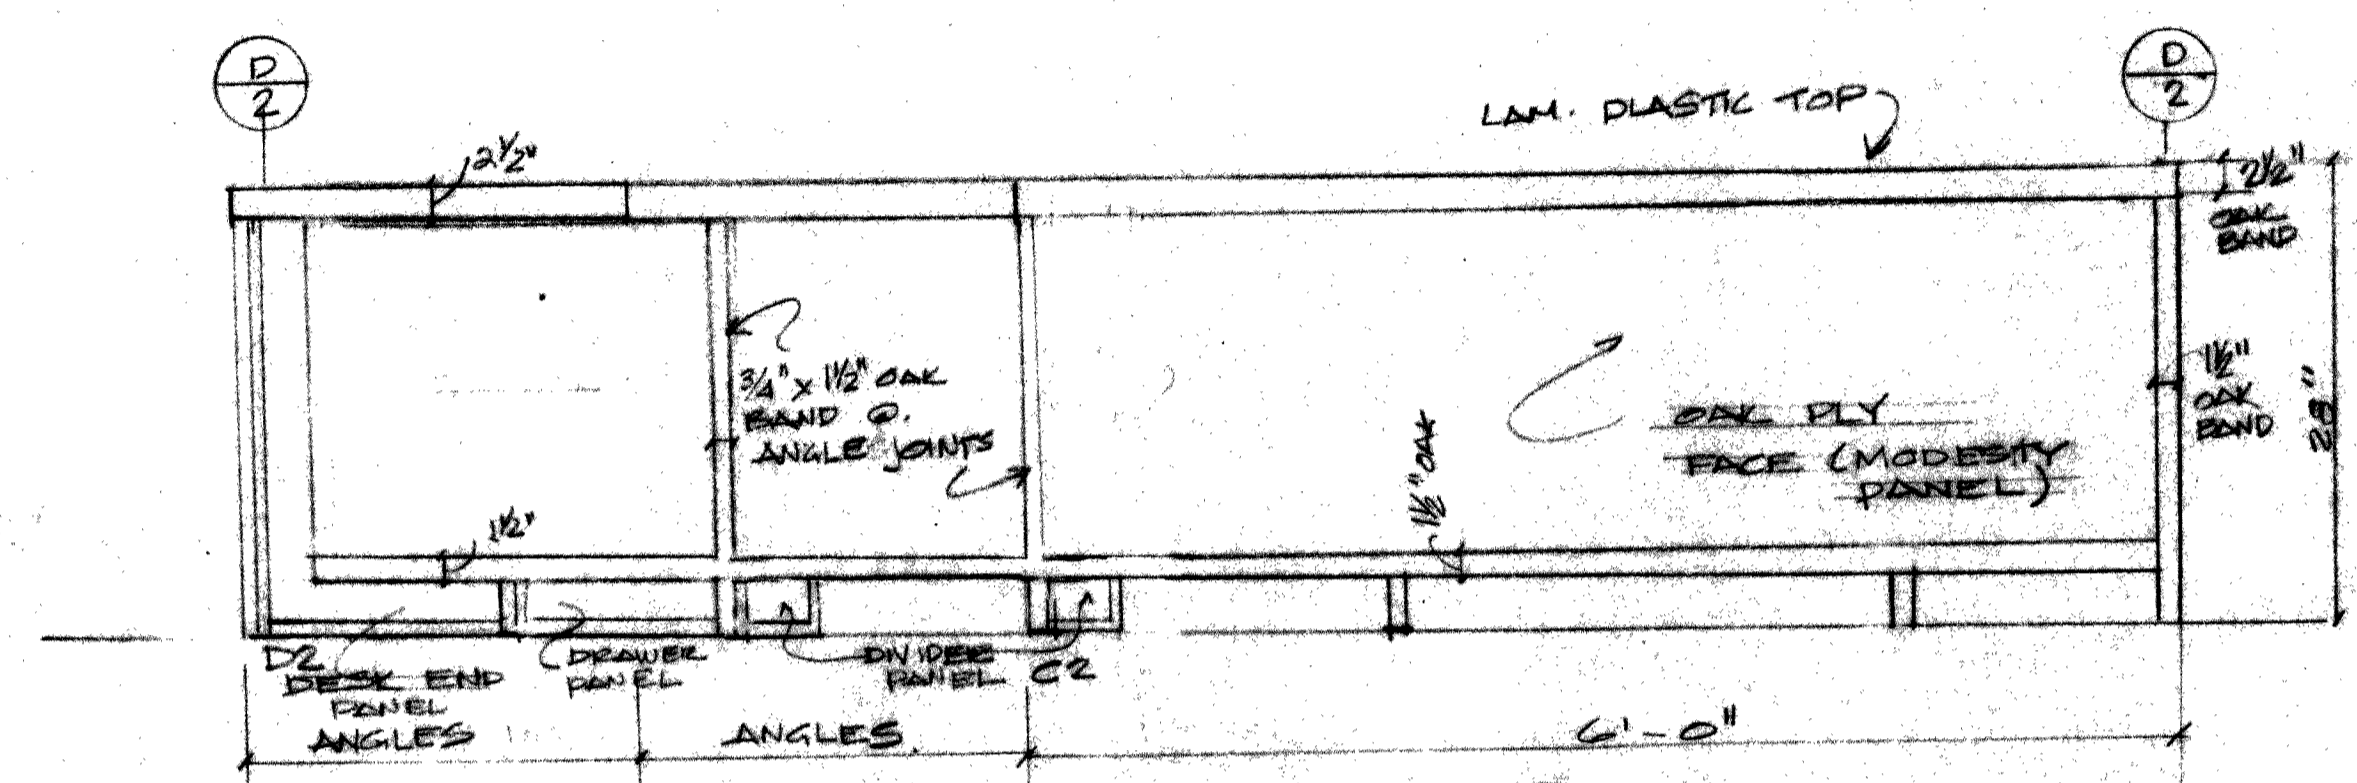 D
2
D
2
LAM. PLASTIC TOP
2½"
2½"
OAK
BAND
¾" x 1½" OAK
BAND @.
ANGLE JOINTS
1½" OAK
OAK PLY
FACE (MODESITY
PANEL)
1½"
OAK
BAND
28"
1½"
D2
DESK END
PANEL
DRAWER
PANEL
DIVIDER
PANEL C2
ANGLES
ANGLES.
6'-0"